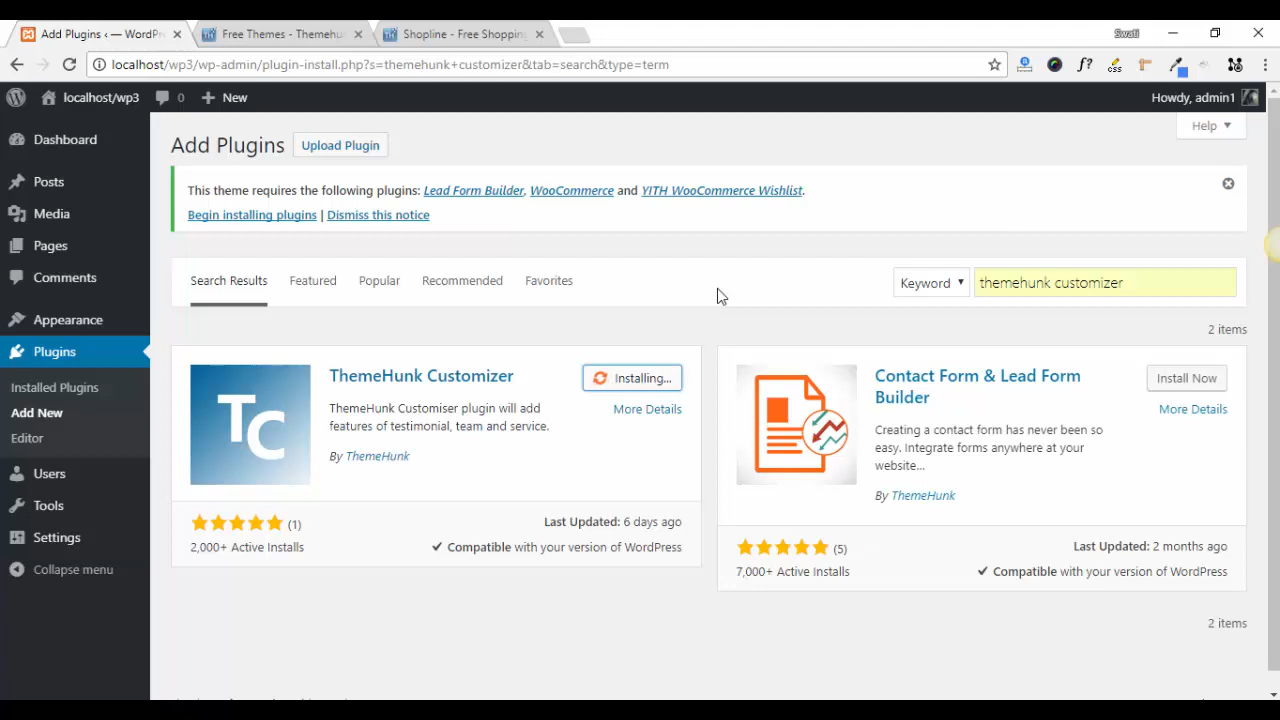 Add Plugins ‹ — WordPr
Free Themes - Themehu
Shopline - Free Shopping
Swati
localhost/wp3/wp-admin/plugin-install.php?s=themehunk+customizer&tab=search&type=term
f?
css
localhost/wp3
0
New
Howdy, admin1
Dashboard
Posts
Media
Pages
Comments
Appearance
Plugins
Installed Plugins
Add New
Editor
Users
Tools
Settings
Collapse menu
Help
Add Plugins
Upload Plugin
This theme requires the following plugins: Lead Form Builder, WooCommerce and YITH WooCommerce Wishlist.
Begin installing plugins | Dismiss this notice
Search Results
Featured
Popular
Recommended
Favorites
Keyword
themehunk customizer
2 items
TC
ThemeHunk Customizer
Installing...
More Details
ThemeHunk Customiser plugin will add
features of testimonial, team and service.
By ThemeHunk
(1)
2,000+ Active Installs
Last Updated: 6 days ago
Compatible with your version of WordPress
Contact Form & Lead Form
Builder
Install Now
More Details
Creating a contact form has never been so
easy. Integrate forms anywhere at your
website...
By ThemeHunk
(5)
7,000+ Active Installs
Last Updated: 2 months ago
Compatible with your version of WordPress
2 items